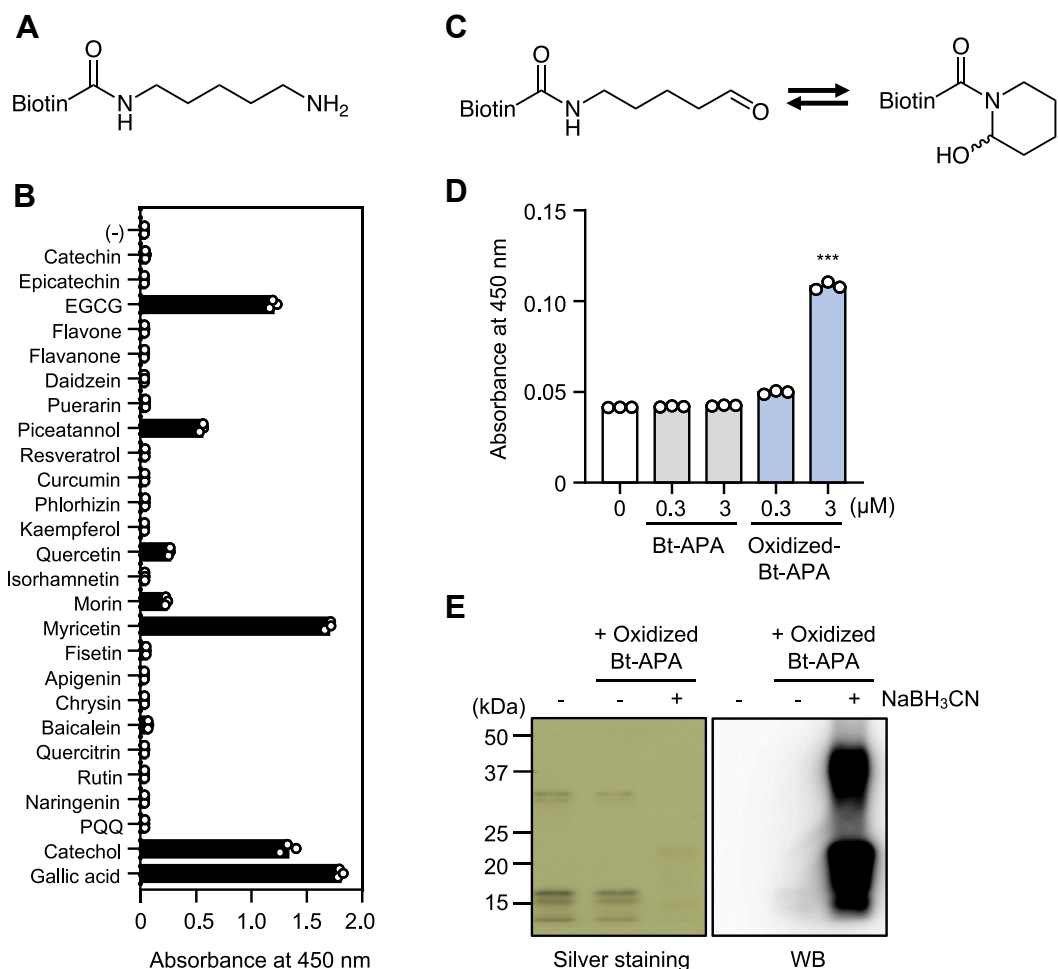 A
O
Biotin
N
H
NH₂
C
O
Biotin
N
H
O
O
Biotin
N
HO
B
(-)
Catechin
Epicatechin
EGCG
Flavone
Flavanone
Daidzein
Puerarin
Piceatannol
Resveratrol
Curcumin
Phlorhizin
Kaempferol
Quercetin
Isorhamnetin
Morin
Myricetin
Fisetin
Apigenin
Chrysin
Baicalein
Quercitrin
Rutin
Naringenin
PQQ
Catechol
Gallic acid
0 0.5 1.0 1.5 2.0
Absorbance at 450 nm
D
Absorbance at 450 nm
0.15
0.10
0.05
0
***
0 0.3 3 0.3 3 (μM)
Bt-APA Oxidized-
Bt-APA
E
+ Oxidized + Oxidized
Bt-APA Bt-APA
(kDa) - - + - - + NaBH₃CN
50
37
25
20
15
Silver staining WB